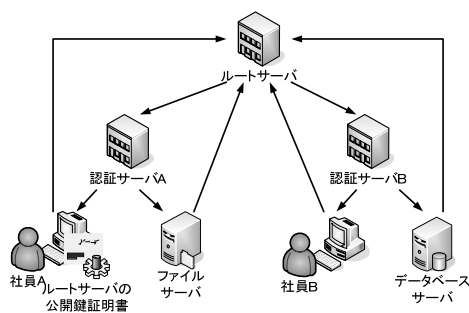 ルートサーバ
認証サーバA
認証サーバB
社員A
ルートサーバの
公開鍵証明書
ファイル
サーバ
社員B
データベース
サーバ